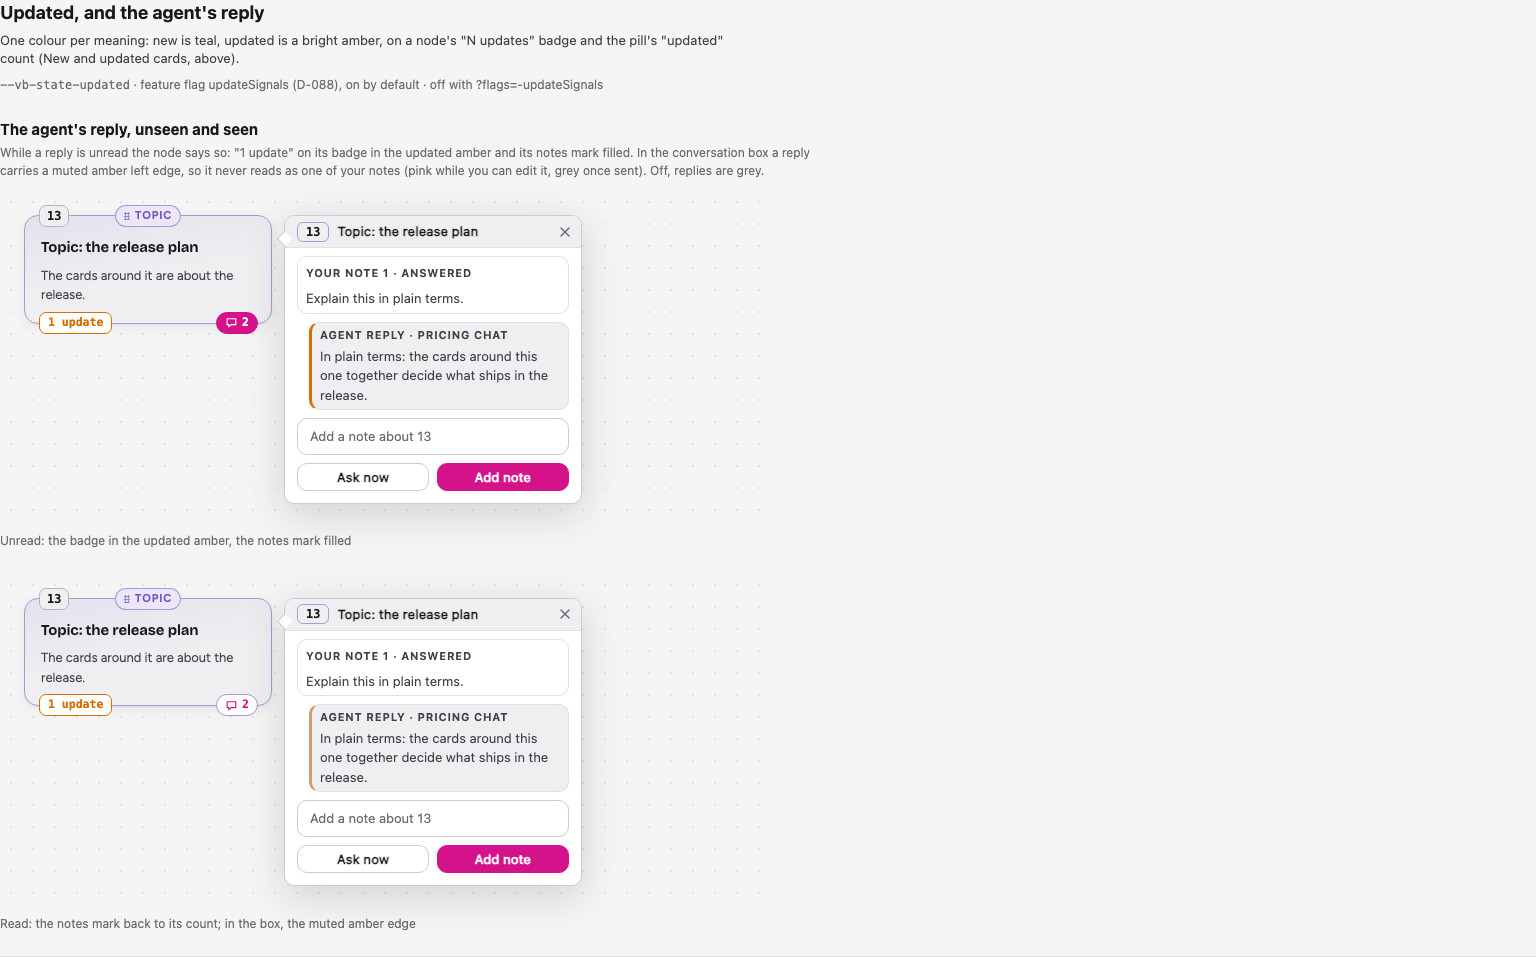 Updated, and the agent's reply
One colour per meaning: new is teal, updated is a bright amber, on a node's "N updates" badge and the pill's "updated"
count (New and updated cards, above).
--vb-state-updated · feature flag updateSignals (D-088), on by default · off with ?flags=-updateSignals
The agent's reply, unseen and seen
While a reply is unread the node says so: "1 update" on its badge in the updated amber and its notes mark filled. In the conversation box a reply
carries a muted amber left edge, so it never reads as one of your notes (pink while you can edit it, grey once sent). Off, replies are grey.
13
TOPIC
Topic: the release plan
The cards around it are about the
release.
1 update
2
13 Topic: the release plan
YOUR NOTE 1 · ANSWERED
Explain this in plain terms.
AGENT REPLY · PRICING CHAT
In plain terms: the cards around this
one together decide what ships in the
release.
Add a note about 13
Ask now
Add note
Unread: the badge in the updated amber, the notes mark filled
13
TOPIC
Topic: the release plan
The cards around it are about the
release.
1 update
2
13 Topic: the release plan
YOUR NOTE 1 · ANSWERED
Explain this in plain terms.
AGENT REPLY · PRICING CHAT
In plain terms: the cards around this
one together decide what ships in the
release.
Add a note about 13
Ask now
Add note
Read: the notes mark back to its count; in the box, the muted amber edge